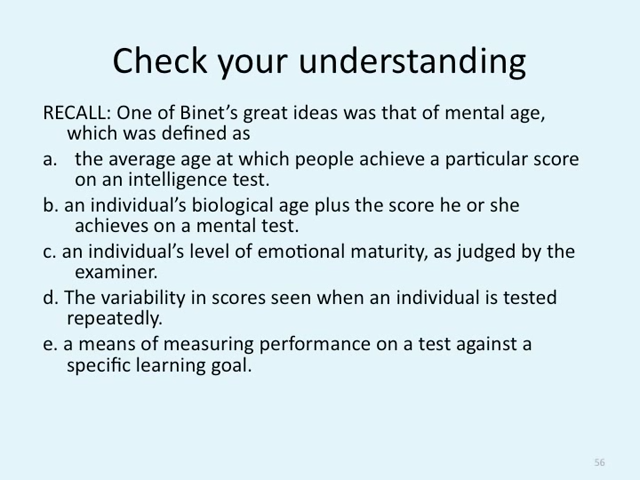 Check your understanding
RECALL: One of Binet’s great ideas was that of mental age,
which was defined as
a. the average age at which people achieve a particular score
on an intelligence test.
b. an individual’s biological age plus the score he or she
achieves on a mental test.
c. an individual’s level of emotional maturity, as judged by the
examiner.
d. The variability in scores seen when an individual is tested
repeatedly.
e. a means of measuring performance on a test against a
specific learning goal.
56